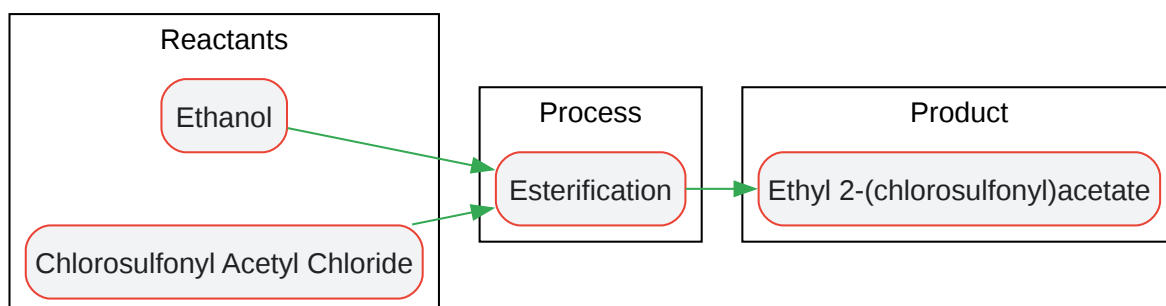 Reactants
Ethanol
Chlorosulfonyl Acetyl Chloride
Process
Esterification
Product
Ethyl 2-(chlorosulfonyl)acetate